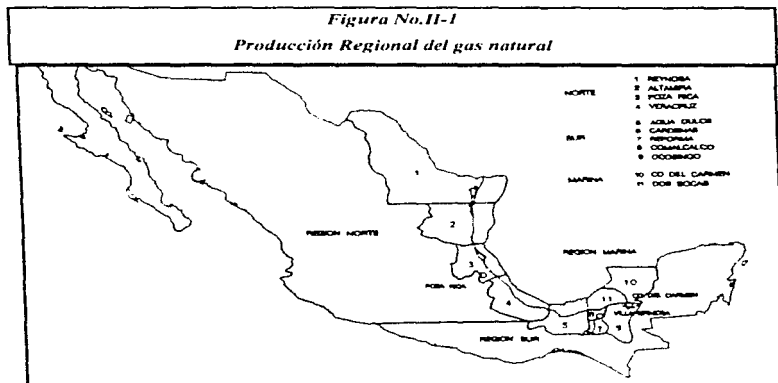 Figura No.II-1
Producción Regional del gas natural
NORTE
1 REYNOSA
2 ALTAMIRA
3 POZA RICA
4 VERACRUZ
SUR
5 AGUA DULCE
6 CARDENAS
7 REFORMA
8 COMALCALCO
9 OCOSINGO
MARINA
10 CD DEL CARMEN
11 DOS BOCAS
1
2
REGION NORTE
3
POZA RICA
4
REGION MARINA
10
CD DEL CARMEN
11
VILLAHERMOSA
5
7
9
REGION SUR